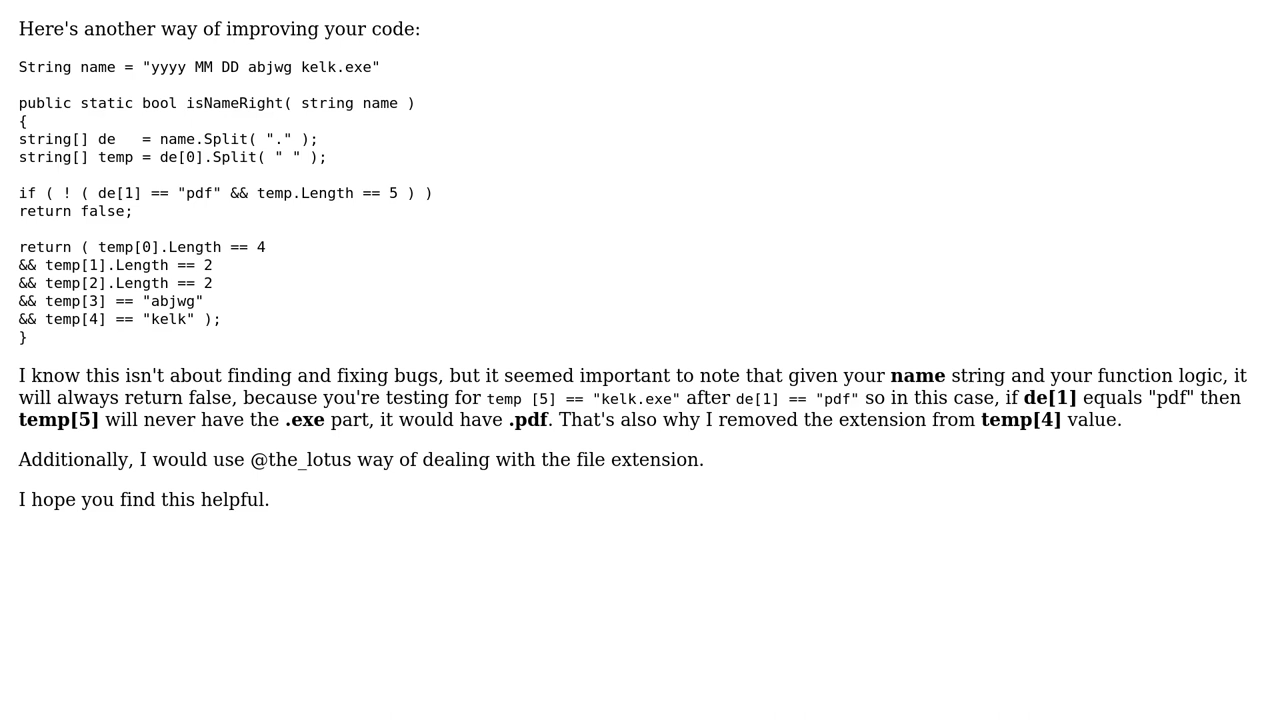 Here's another way of improving your code:
String name = "yyyy MM DD abjwg kelk.exe"
public static bool isNameRight( string name )
{
string[] de   = name.Split( "." );
string[] temp = de[0].Split( " " );
if ( ! ( de[1] == "pdf" && temp.Length == 5 ) )
return false;
return ( temp[0].Length == 4
&& temp[1].Length == 2
&& temp[2].Length == 2
&& temp[3] == "abjwg"
&& temp[4] == "kelk" );
}
I know this isn't about finding and fixing bugs, but it seemed important to note that given your name string and your function logic, it
will always return false, because you're testing for temp [5] == "kelk.exe" after de[1] == "pdf" so in this case, if de[1] equals "pdf" then
temp[5] will never have the .exe part, it would have .pdf. That's also why I removed the extension from temp[4] value.
Additionally, I would use @the_lotus way of dealing with the file extension.
I hope you find this helpful.